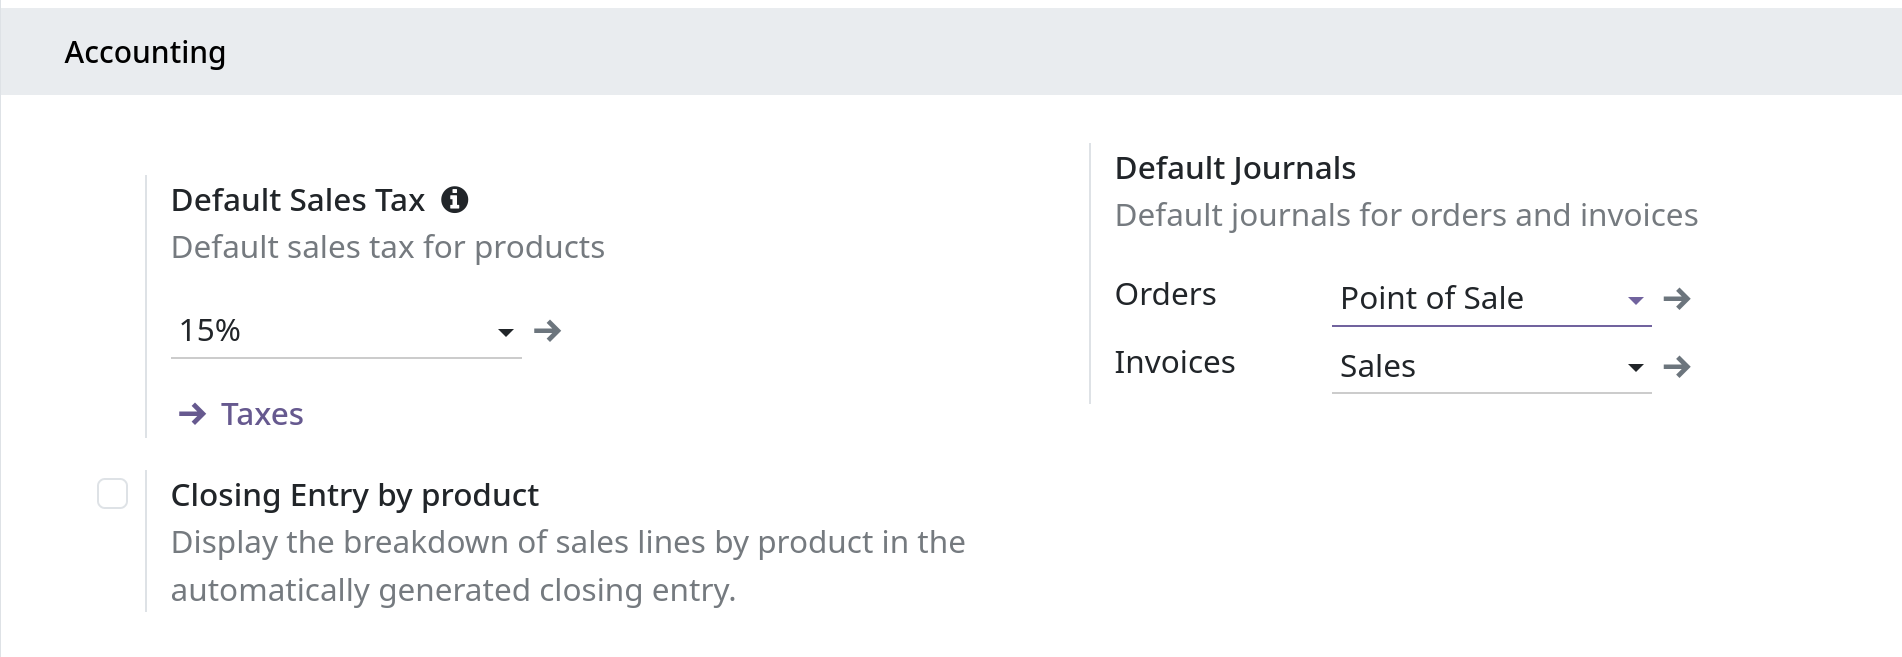 Accounting
Default Sales Tax
Default sales tax for products
15%
Taxes
Closing Entry by product
Display the breakdown of sales lines by product in the
automatically generated closing entry.
Default Journals
Default journals for orders and invoices
Orders Point of Sale
Invoices Sales